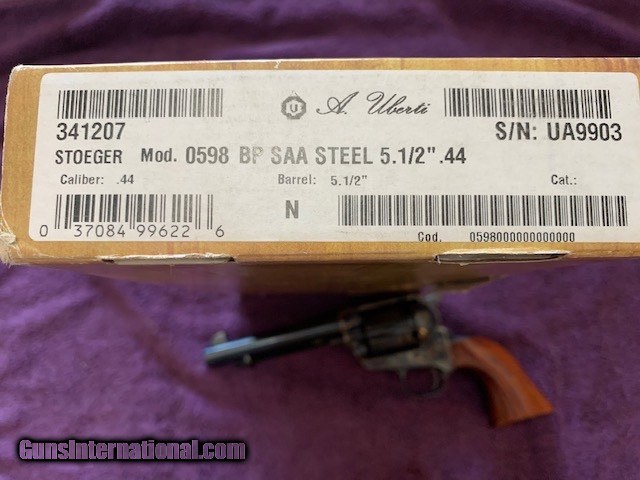 U A. Uberti
341207 S/N: UA9903
STOEGER Mod. 0598 BP SAA STEEL 5.1/2" .44
Caliber: .44 Barrel: 5.1/2" Cat.:
N
0 37084 99622 6
Cod. 0598000000000000
GunsInternational.com